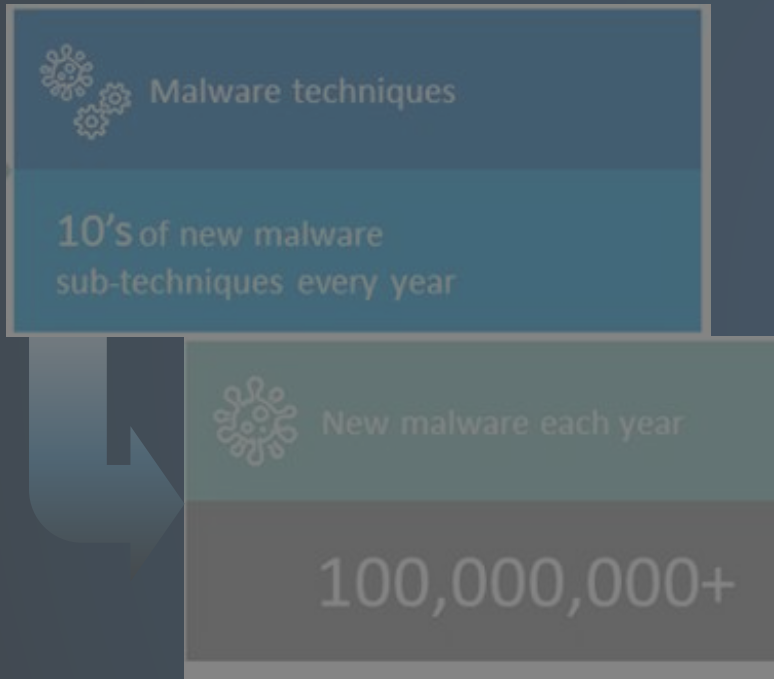 Malware techniques
10's of new malware
sub-techniques every year
New malware each year
100,000,000+